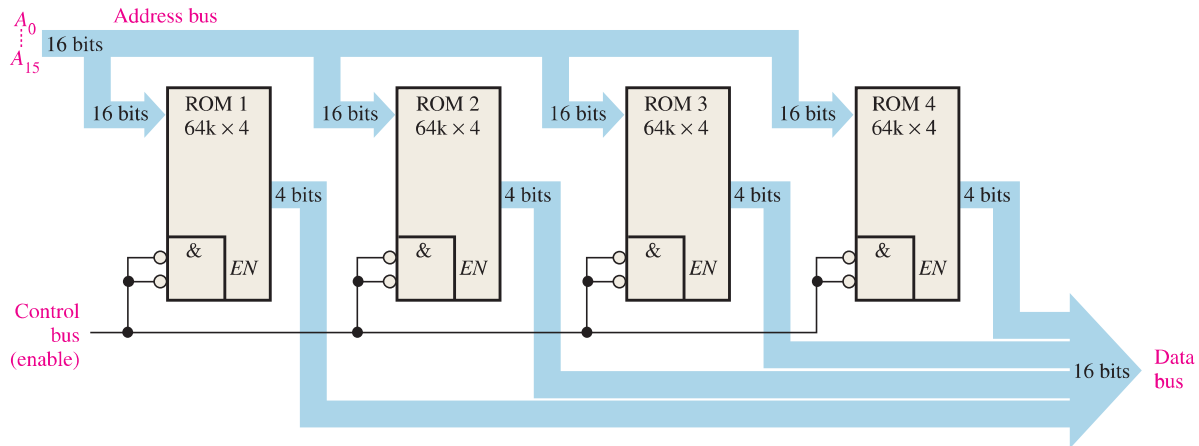 A0
A15
Address bus
16 bits
16 bits
ROM 1
64k × 4
16 bits
ROM 2
64k × 4
16 bits
ROM 3
64k × 4
16 bits
ROM 4
64k × 4
4 bits
4 bits
4 bits
4 bits
&
EN
&
EN
&
EN
&
EN
Control
bus
(enable)
16 bits
Data
bus